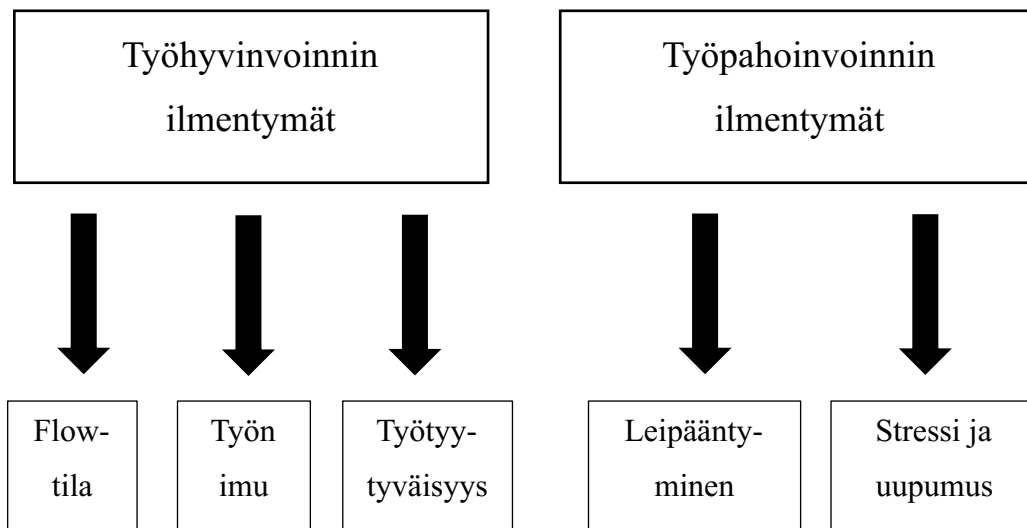 Työhyvinvoinnin
ilmentymät
Työpahoinvoinnin
ilmentymät
Flow-
tila
Työn
imu
Työtyy-
tyväisyys
Leipäänty-
minen
Stressi ja
uupumus